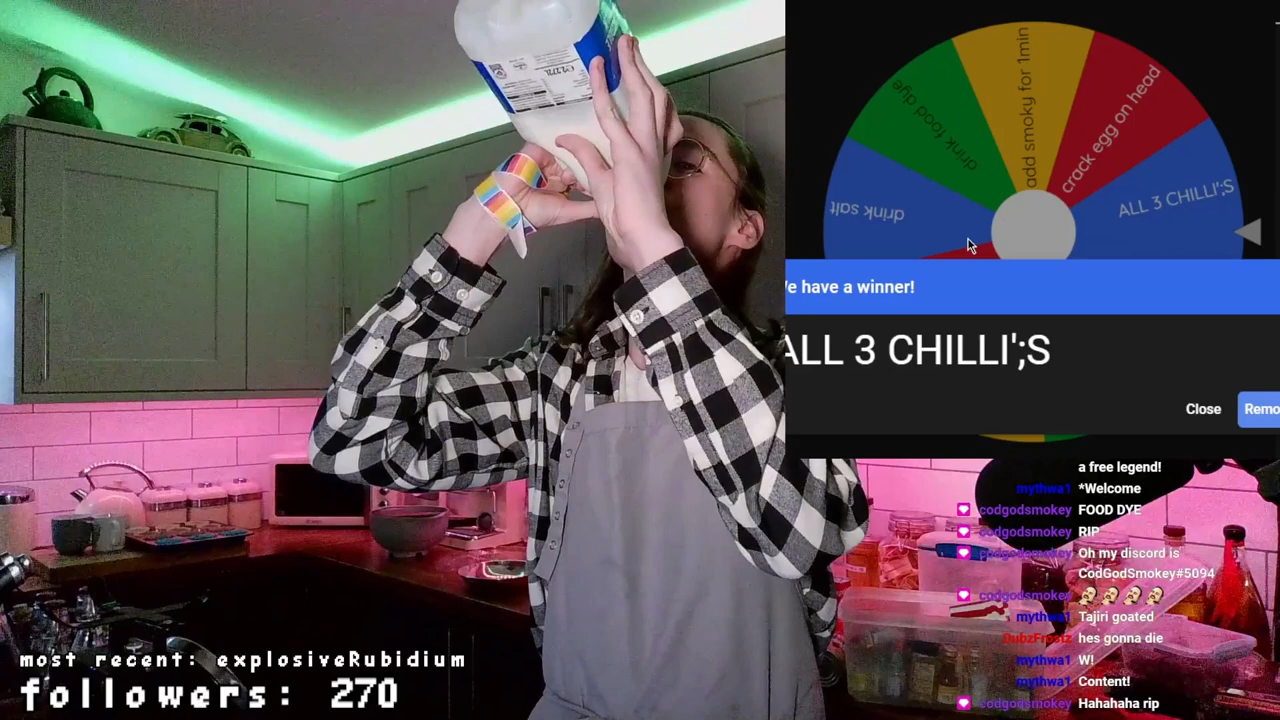 drink salt
drink food dye
add smoky for 1min
crack egg on head
ALL 3 CHILLI';S
e have a winner!
ALL 3 CHILLI';S
Close
Remo
a free legend!
mythwa1 *Welcome
codgodsmokey FOOD DYE
codgodsmokey RIP
codgodsmokey Oh my discord is
CodGodSmokey#5094
codgodsmokey
mythwa1 Tajiri goated
hes gonna die
mythwa1 W!
mythwa1 Content!
codgodsmokey Hahahaha rip
most recent: explosiveRubidium
followers: 270